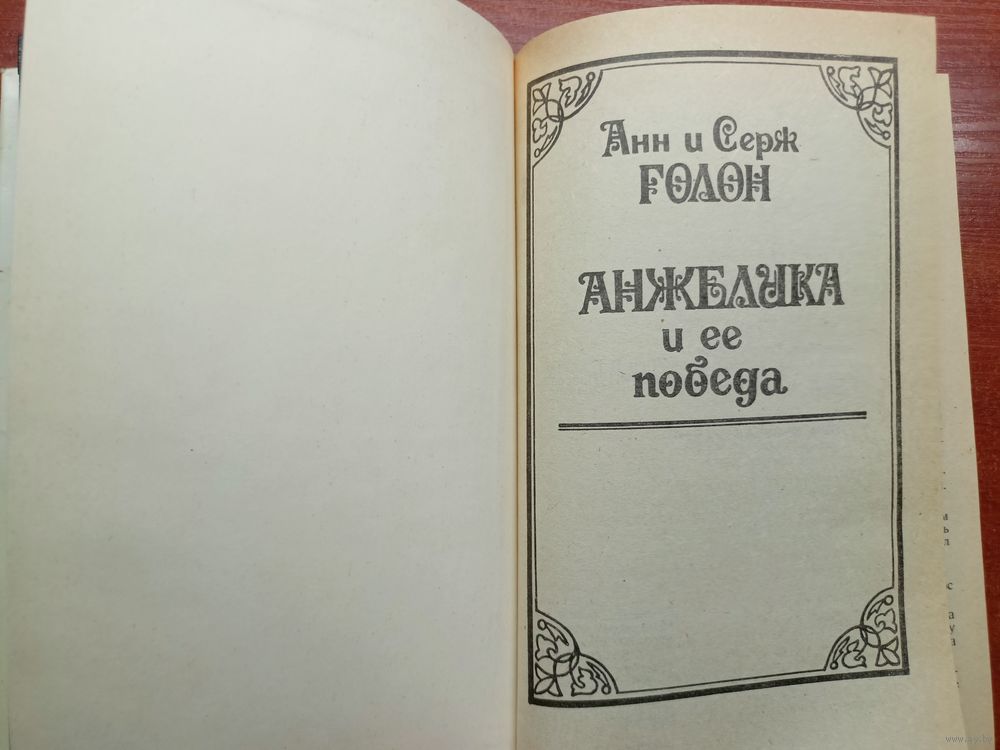 Анн и Серж
ГОЛОН
АНЖЕЛИКА
и ее
победа